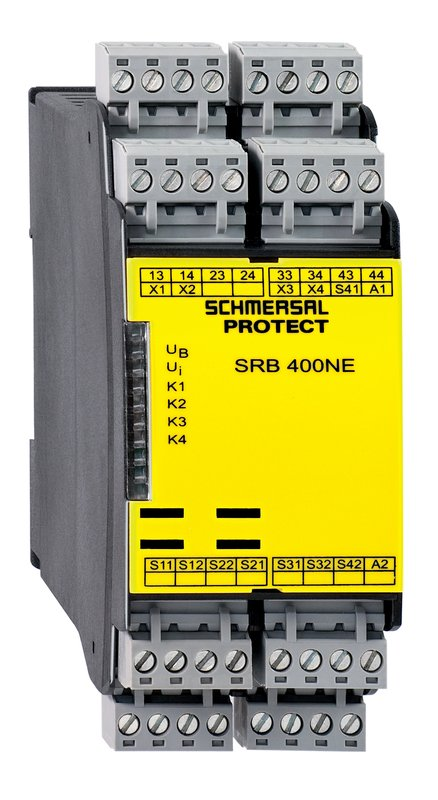 13 14 23 24 33 34 43 44
X1 X2 X3 X4 S41 A1
SCHMERSAL
PROTECT
SRB 400NE
UB
Ui
K1
K2
K3
K4
S11 S12 S22 S21 S31 S32 S42 A2